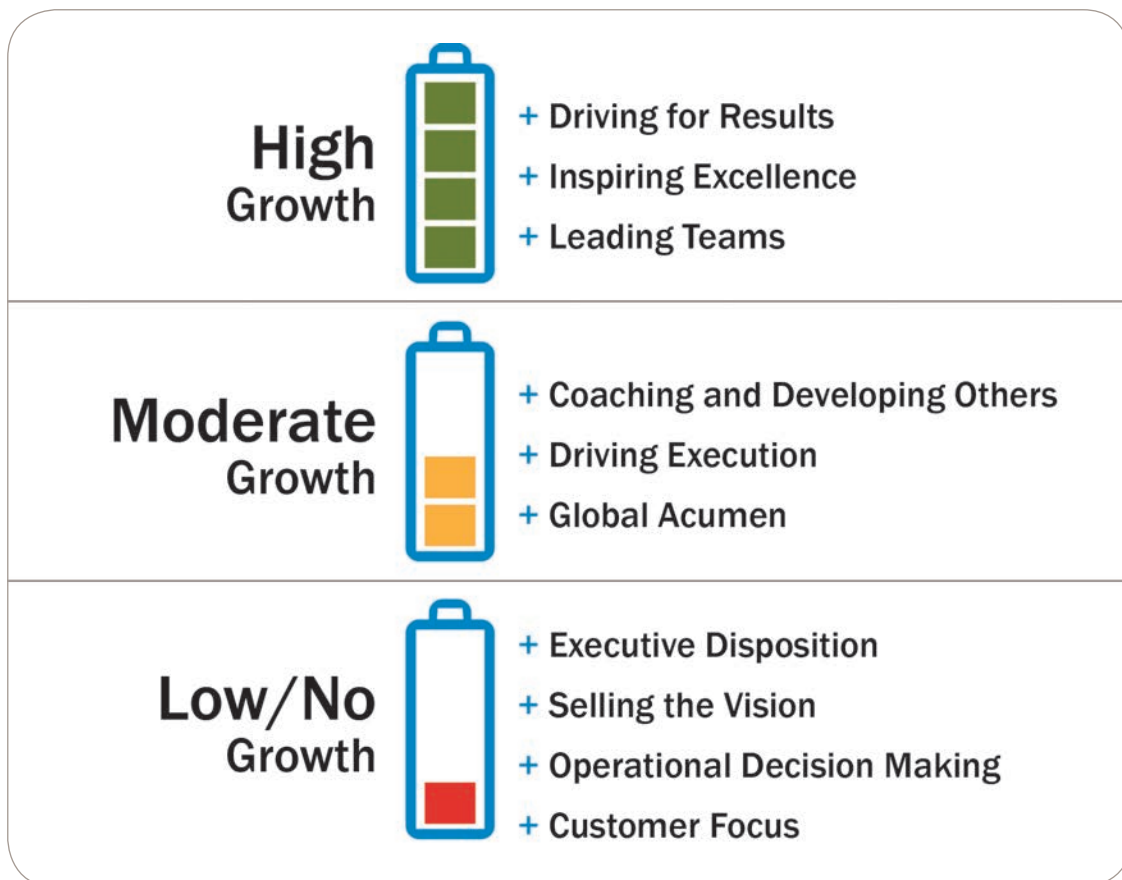 High
Growth
+ Driving for Results
+ Inspiring Excellence
+ Leading Teams
Moderate
Growth
+ Coaching and Developing Others
+ Driving Execution
+ Global Acumen
Low/No
Growth
+ Executive Disposition
+ Selling the Vision
+ Operational Decision Making
+ Customer Focus